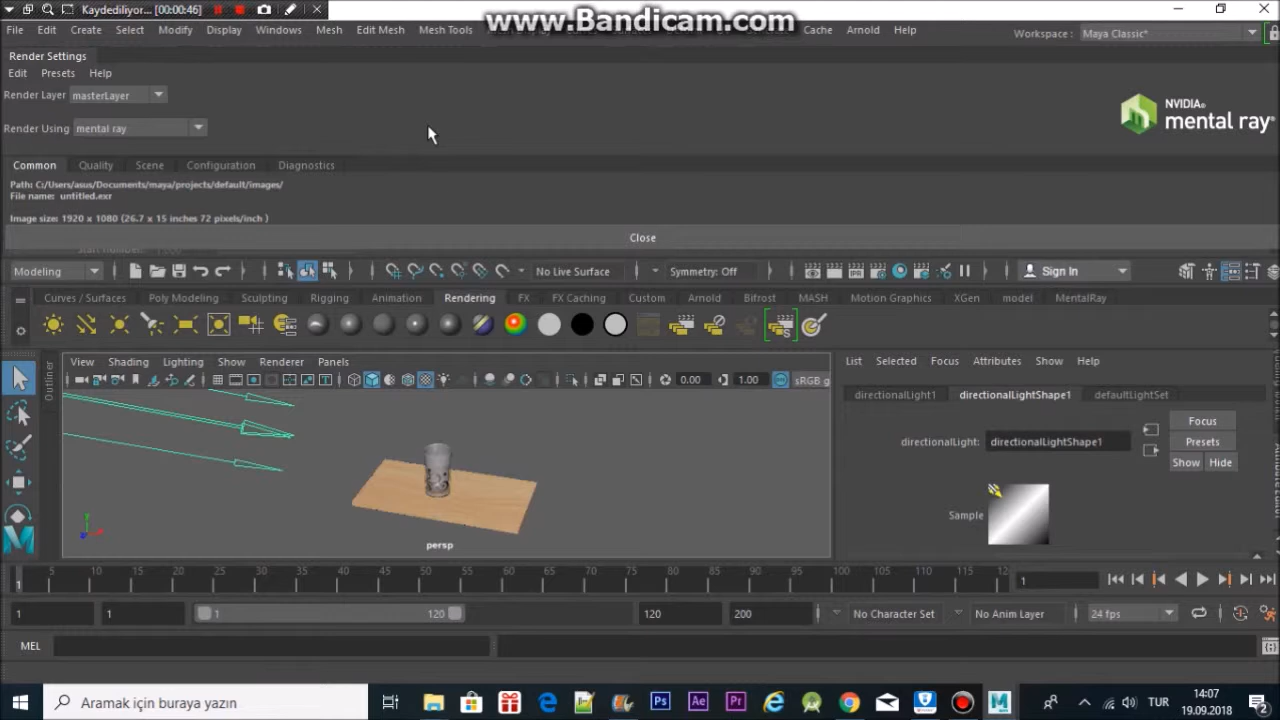 Kaydediliyor... [00:00:46]
www.Bandicam.com
File Edit Create Select Modify Display Windows Mesh Edit Mesh Mesh Tools Cache Arnold Help
Workspace : Maya Classic*
Render Settings
Edit Presets Help
Render Layer masterLayer
NVIDIA®
mental ray
Render Using mental ray
Common Quality Scene Configuration Diagnostics
Path: C:/Users/asus/Documents/maya/projects/default/images/
File name: untitled.exr
Image size: 1920 x 1080 (26.7 x 15 inches 72 pixels/inch )
Close
Modeling No Live Surface Symmetry: Off Sign In
Curves / Surfaces Poly Modeling Sculpting Rigging Animation Rendering FX FX Caching Custom Arnold Bifrost MASH Motion Graphics XGen model MentalRay
View Shading Lighting Show Renderer Panels
List Selected Focus Attributes Show Help
Outliner
0.00 1.00 sRGB g
directionalLight1 directionalLightShape1 defaultLightSet
Focus
directionalLight: directionalLightShape1
Presets
Show Hide
Sample
persp
1 5 10 15 20 25 30 35 40 45 50 55 60 65 70 75 80 85 90 95 100 105 110 115 12
1
1 1 1 120 120 200 No Character Set No Anim Layer 24 fps
MEL
Aramak için buraya yazın
TUR
14:07
19.09.2018
2